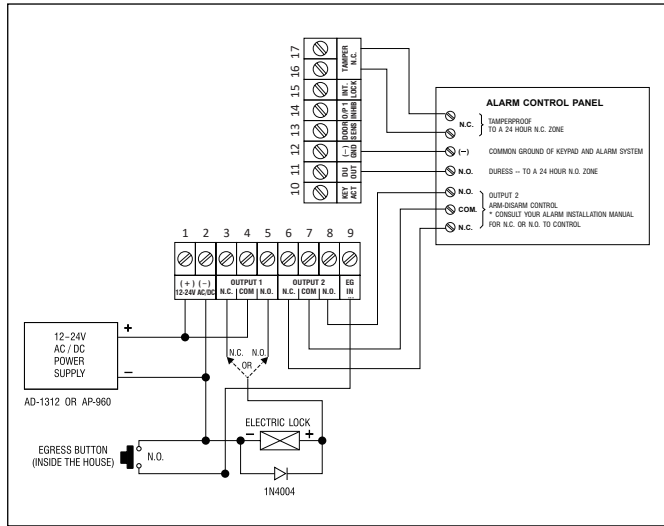 17
16
15
14
13
12
11
10
TAMPER
N.C.
INT.
LOCK
O/P 1
INHIB
DOOR
SENS
(–)
GND
DU
OUT
KEY
ACT
ALARM CONTROL PANEL
N.C.
TAMPERPROOF
TO A 24 HOUR N.C. ZONE
(–) COMMON GROUND OF KEYPAD AND ALARM SYSTEM
N.O. DURESS -- TO A 24 HOUR N.O. ZONE
N.O.
COM.
N.C.
OUTPUT 2
ARM-DISARM CONTROL
* CONSULT YOUR ALARM INSTALLATION MANUAL
FOR N.C. OR N.O. TO CONTROL
1 2 3 4 5 6 7 8 9
(+) (–)
12-24V AC/DC
OUTPUT 1
N.C. | COM | N.O.
OUTPUT 2
N.C. | COM | N.O.
EG
IN
12–24V
AC / DC
POWER
SUPPLY
+
–
AD-1312 OR AP-960
N.C. N.O.
OR
EGRESS BUTTON
(INSIDE THE HOUSE)
N.O.
ELECTRIC LOCK
– +
1N4004